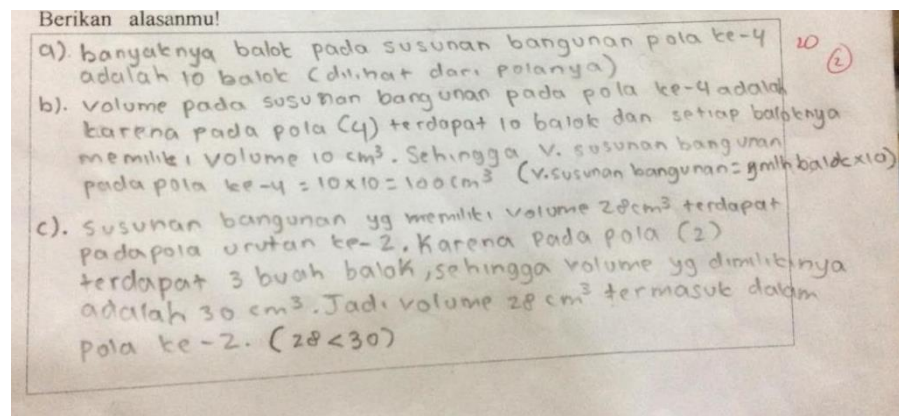 Berikan alasanmu!
a). banyaknya balok pada susunan bangunan pola ke-4 20
adalah 10 balok (dilihat dari polanya) 2
b). Volume pada susunan bangunan pada pola ke-4 adalah
karena pada pola (4) terdapat 10 balok dan setiap baloknya
memiliki volume 10 cm³. Sehingga V. susunan bangunan
pada pola ke-4 = 10 x 10 = 100 cm³ (V. susunan bangunan = jmlh balok x 10)
c). Susunan bangunan yg memiliki volume 28 cm³ terdapat
pada pola urutan ke-2. Karena pada pola (2)
terdapat 3 buah balok, sehingga volume yg dimilikinya
adalah 30 cm³. Jadi volume 28 cm³ termasuk dalam
pola ke-2. (28<30)